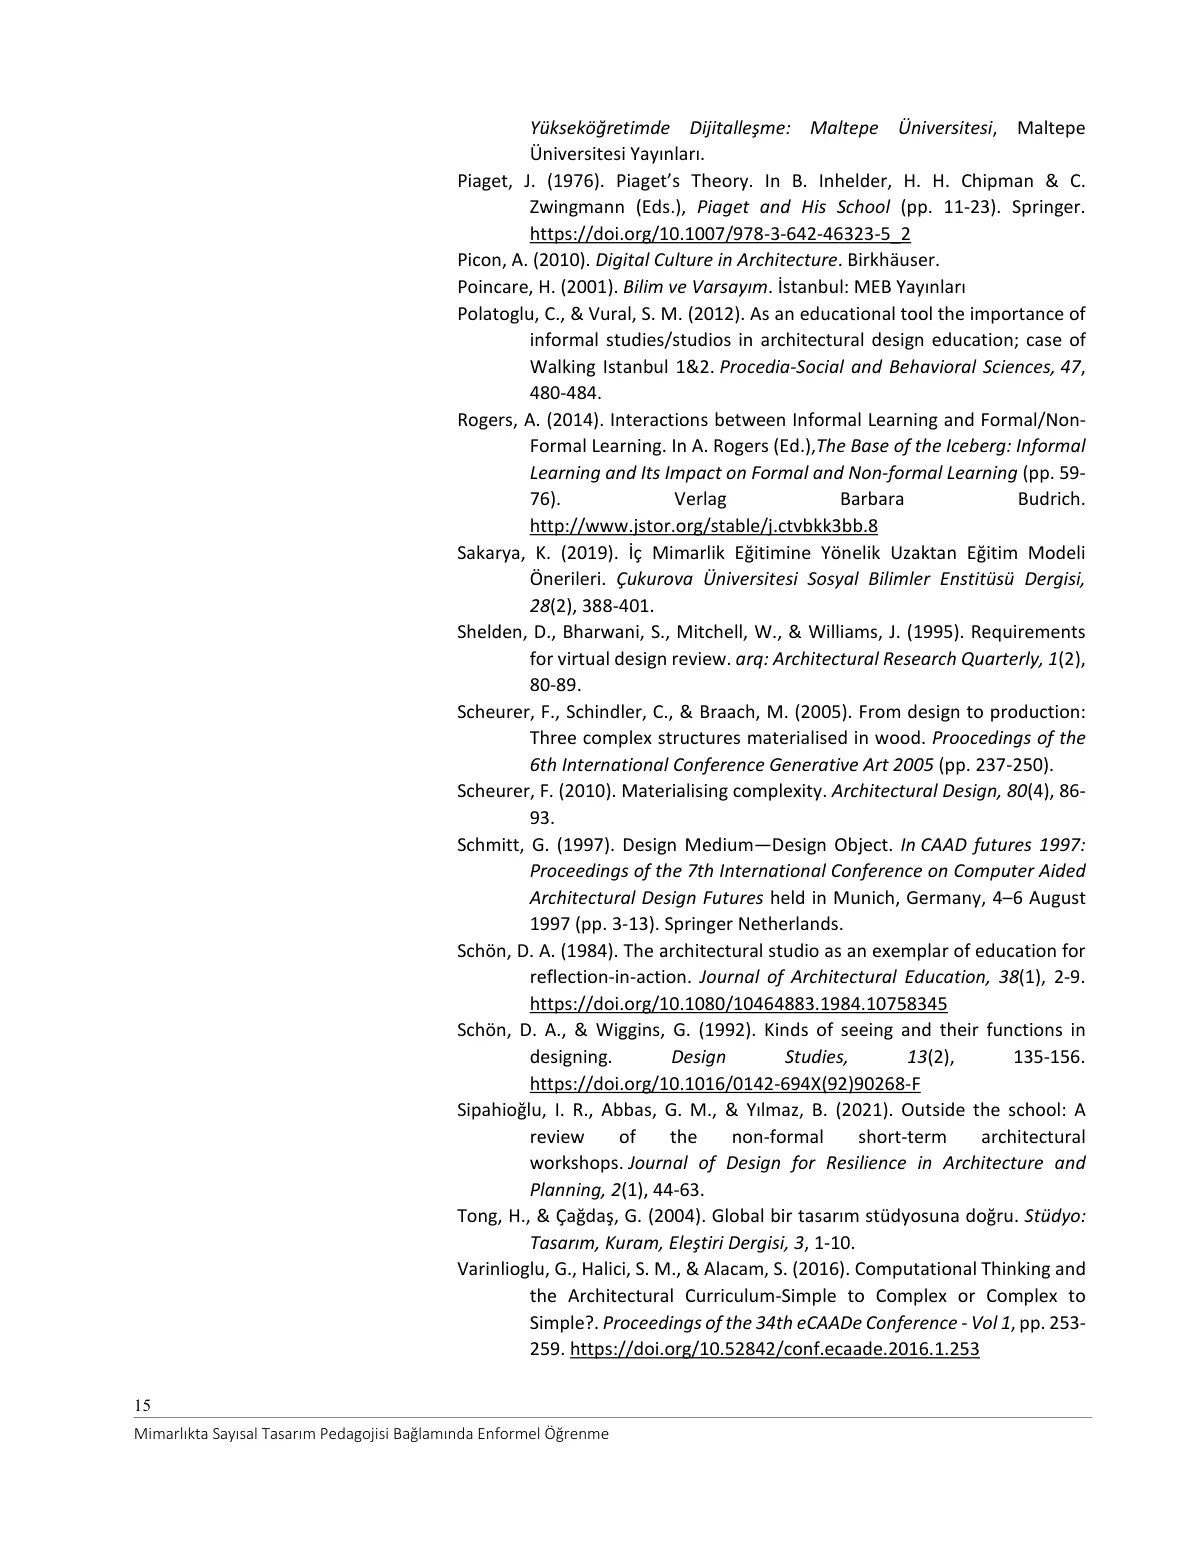 Yükseköğretimde Dijitalleşme: Maltepe Üniversitesi, Maltepe
Üniversitesi Yayınları.
Piaget, J. (1976). Piaget’s Theory. In B. Inhelder, H. H. Chipman & C.
Zwingmann (Eds.), Piaget and His School (pp. 11-23). Springer.
https://doi.org/10.1007/978-3-642-46323-5_2
Picon, A. (2010). Digital Culture in Architecture. Birkhäuser.
Poincare, H. (2001). Bilim ve Varsayım. İstanbul: MEB Yayınları
Polatoglu, C., & Vural, S. M. (2012). As an educational tool the importance of
informal studies/studios in architectural design education; case of
Walking Istanbul 1&2. Procedia-Social and Behavioral Sciences, 47,
480-484.
Rogers, A. (2014). Interactions between Informal Learning and Formal/Non-
Formal Learning. In A. Rogers (Ed.),The Base of the Iceberg: Informal
Learning and Its Impact on Formal and Non-formal Learning (pp. 59-
76). Verlag Barbara Budrich.
http://www.jstor.org/stable/j.ctvbkk3bb.8
Sakarya, K. (2019). İç Mimarlik Eğitimine Yönelik Uzaktan Eğitim Modeli
Önerileri. Çukurova Üniversitesi Sosyal Bilimler Enstitüsü Dergisi,
28(2), 388-401.
Shelden, D., Bharwani, S., Mitchell, W., & Williams, J. (1995). Requirements
for virtual design review. arq: Architectural Research Quarterly, 1(2),
80-89.
Scheurer, F., Schindler, C., & Braach, M. (2005). From design to production:
Three complex structures materialised in wood. Proocedings of the
6th International Conference Generative Art 2005 (pp. 237-250).
Scheurer, F. (2010). Materialising complexity. Architectural Design, 80(4), 86-
93.
Schmitt, G. (1997). Design Medium—Design Object. In CAAD futures 1997:
Proceedings of the 7th International Conference on Computer Aided
Architectural Design Futures held in Munich, Germany, 4–6 August
1997 (pp. 3-13). Springer Netherlands.
Schön, D. A. (1984). The architectural studio as an exemplar of education for
reflection-in-action. Journal of Architectural Education, 38(1), 2-9.
https://doi.org/10.1080/10464883.1984.10758345
Schön, D. A., & Wiggins, G. (1992). Kinds of seeing and their functions in
designing. Design Studies, 13(2), 135-156.
https://doi.org/10.1016/0142-694X(92)90268-F
Sipahioğlu, I. R., Abbas, G. M., & Yılmaz, B. (2021). Outside the school: A
review of the non-formal short-term architectural
workshops. Journal of Design for Resilience in Architecture and
Planning, 2(1), 44-63.
Tong, H., & Çağdaş, G. (2004). Global bir tasarım stüdyosuna doğru. Stüdyo:
Tasarım, Kuram, Eleştiri Dergisi, 3, 1-10.
Varinlioglu, G., Halici, S. M., & Alacam, S. (2016). Computational Thinking and
the Architectural Curriculum-Simple to Complex or Complex to
Simple?. Proceedings of the 34th eCAADe Conference - Vol 1, pp. 253-
259. https://doi.org/10.52842/conf.ecaade.2016.1.253
15
Mimarlıkta Sayısal Tasarım Pedagojisi Bağlamında Enformel Öğrenme